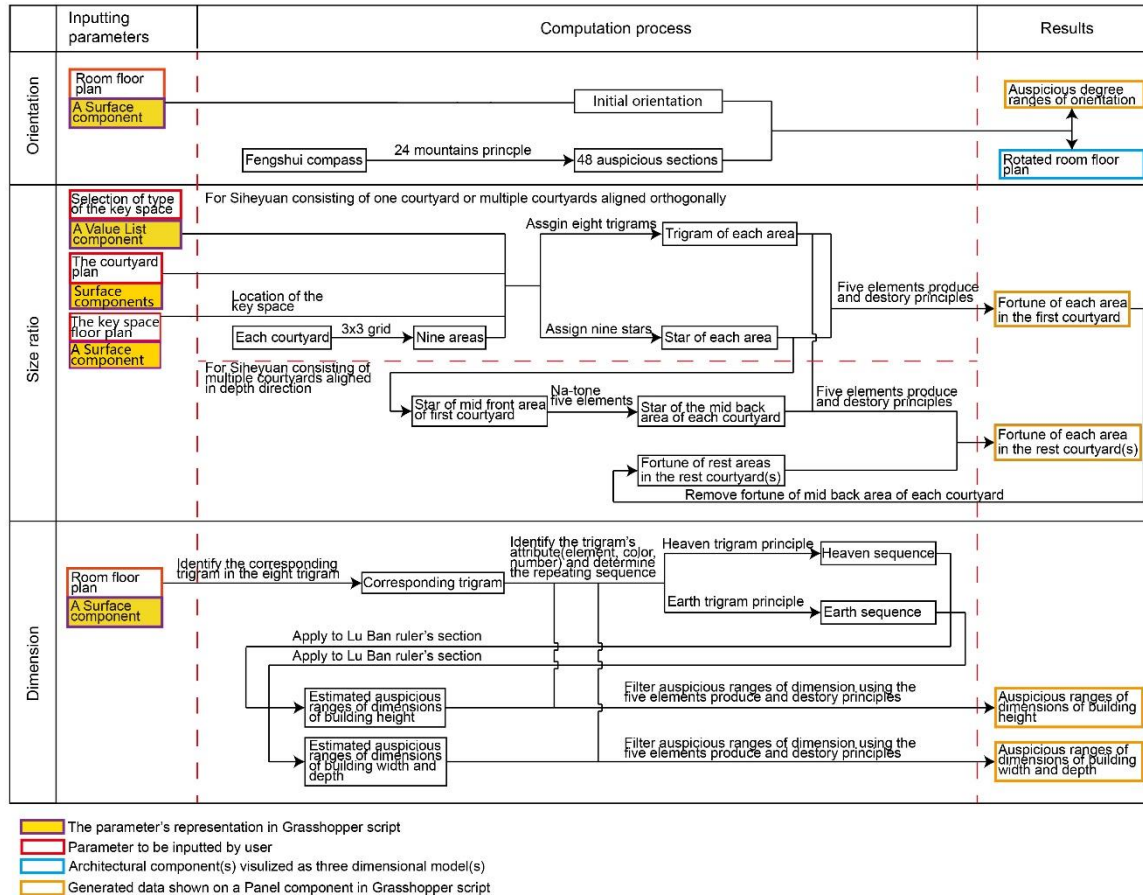 Inputting
parameters
Computation process
Results
Orientation
Room floor
plan
A Surface
component
Initial orientation
Fengshui compass
24 mountains princple
48 auspicious sections
Auspicious degree
ranges of orientation
Rotated room floor
plan
Size ratio
Selection of type
of the key space
A Value List
component
The courtyard
plan
Surface
components
The key space
floor plan
A Surface
component
For Siheyuan consisting of one courtyard or multiple courtyards aligned orthogonally
Location of the
key space
Each courtyard
3x3 grid
Nine areas
Assgin eight trigrams
Trigram of each area
Assign nine stars
Star of each area
Five elements produce
and destory principles
Fortune of each area
in the first courtyard
For Siheyuan consisting of
multiple courtyards aligned
in depth direction
Star of mid front area
of first courtyard
Na-tone
five elements
Star of the mid back
area of each courtyard
Five elements produce
and destory principles
Fortune of each area
in the rest courtyard(s)
Fortune of rest areas
in the rest courtyard(s)
Remove fortune of mid back area of each courtyard
Dimension
Room floor
plan
A Surface
component
Identify the corresponding
trigram in the eight trigram
Corresponding trigram
Identify the trigram's
attribute(element, color,
number) and determine
the repeating sequence
Heaven trigram principle
Heaven sequence
Earth trigram principle
Earth sequence
Apply to Lu Ban ruler's section
Apply to Lu Ban ruler's section
Estimated auspicious
ranges of dimensions
of building height
Filter auspicious ranges of dimension using the
five elements produce and destory principles
Auspicious ranges of
dimensions of building
height
Estimated auspicious
ranges of dimensions
of building width and
depth
Filter auspicious ranges of dimension using the
five elements produce and destory principles
Auspicious ranges of
dimensions of building
width and depth
The parameter's representation in Grasshopper script
Parameter to be inputted by user
Architectural component(s) visulized as three dimensional model(s)
Generated data shown on a Panel component in Grasshopper script